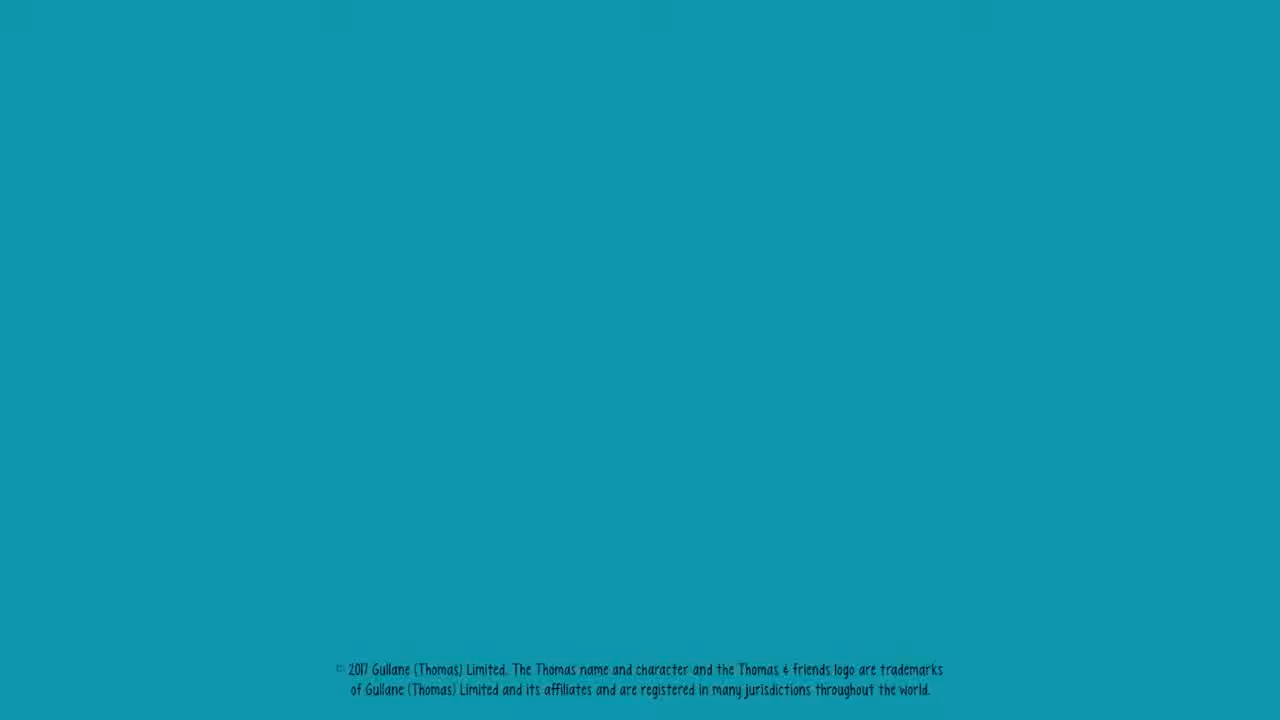 © 2017 Gullane (Thomas) Limited. The Thomas name and character and the Thomas & friends logo are trademarks
of Gullane (Thomas) Limited and its affiliates and are registered in many jurisdictions throughout the world.